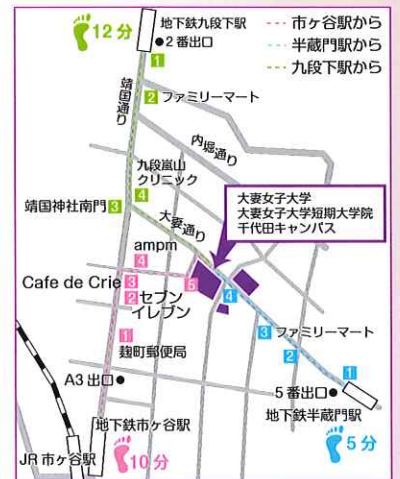 12分
地下鉄九段下駅
2番出口
市ヶ谷駅から
半蔵門駅から
九段下駅から
1
靖国通り
2 ファミリーマート
内堀通り
九段嵐山
クリニック
4
靖国神社南門 3
大妻通り
大妻女子大学
大妻女子大学短期大学院
千代田キャンパス
ampm
4
5
Cafe de Crie 3
2 セブン
イレブン
4
3 ファミリーマート
1
麹町郵便局
2
1
A3出口
5番出口
地下鉄半蔵門駅
地下鉄市ヶ谷駅
5分
JR市ヶ谷駅
10分